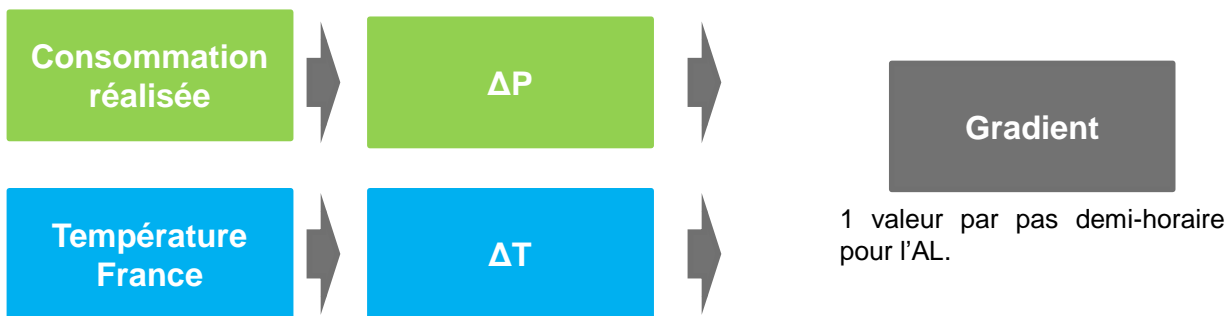 Consommation
réalisée
ΔP
Gradient
1 valeur par pas demi-horaire
pour l'AL.
Température
France
ΔT